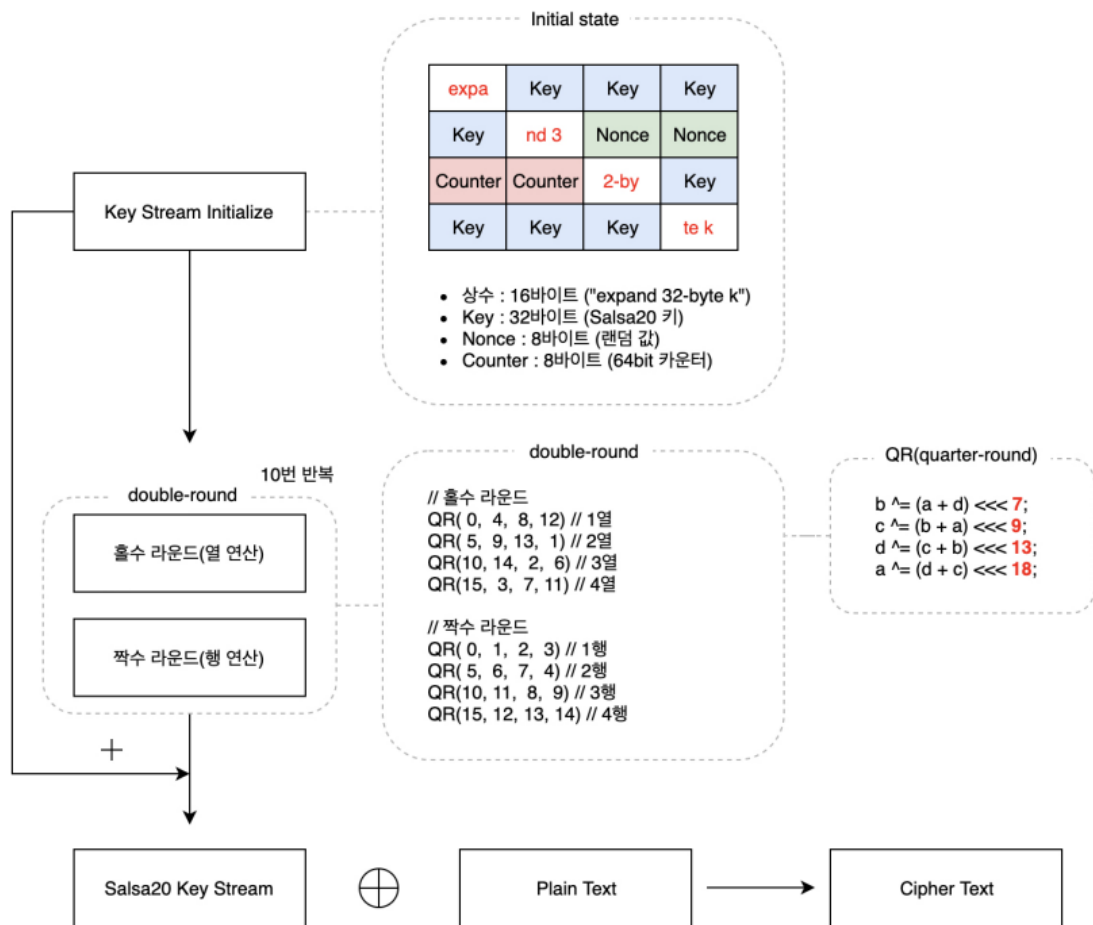 Initial state
expa Key Key Key
Key nd 3 Nonce Nonce
Counter Counter 2-by Key
Key Key Key te k
Key Stream Initialize
• 상수 : 16바이트 ("expand 32-byte k")
• Key : 32바이트 (Salsa20 키)
• Nonce : 8바이트 (랜덤 값)
• Counter : 8바이트 (64bit 카운터)
10번 반복
double-round
홀수 라운드(열 연산)
짝수 라운드(행 연산)
+
double-round
// 홀수 라운드
QR( 0, 4, 8, 12) // 1열
QR( 5, 9, 13, 1) // 2열
QR(10, 14, 2, 6) // 3열
QR(15, 3, 7, 11) // 4열
// 짝수 라운드
QR( 0, 1, 2, 3) // 1행
QR( 5, 6, 7, 4) // 2행
QR(10, 11, 8, 9) // 3행
QR(15, 12, 13, 14) // 4행
QR(quarter-round)
b ^= (a + d) <<< 7;
c ^= (b + a) <<< 9;
d ^= (c + b) <<< 13;
a ^= (d + c) <<< 18;
Salsa20 Key Stream
Plain Text
Cipher Text